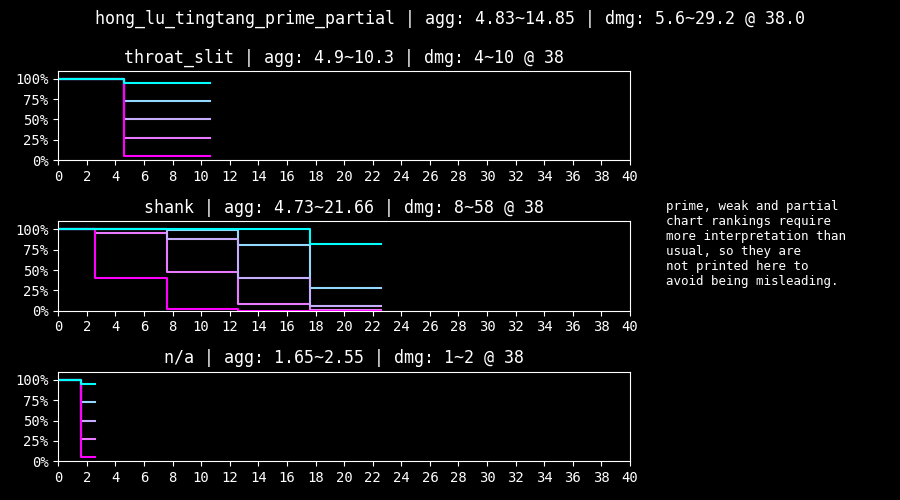 hong_lu_tingtang_prime_partial | agg: 4.83~14.85 | dmg: 5.6~29.2 @ 38.0
throat_slit | agg: 4.9~10.3 | dmg: 4~10 @ 38
100%
75%
50%
25%
0%
0 2 4 6 8 10 12 14 16 18 20 22 24 26 28 30 32 34 36 38 40
shank | agg: 4.73~21.66 | dmg: 8~58 @ 38
100%
75%
50%
25%
0%
0 2 4 6 8 10 12 14 16 18 20 22 24 26 28 30 32 34 36 38 40
prime, weak and partial
chart rankings require
more interpretation than
usual, so they are
not printed here to
avoid being misleading.
n/a | agg: 1.65~2.55 | dmg: 1~2 @ 38
100%
75%
50%
25%
0%
0 2 4 6 8 10 12 14 16 18 20 22 24 26 28 30 32 34 36 38 40